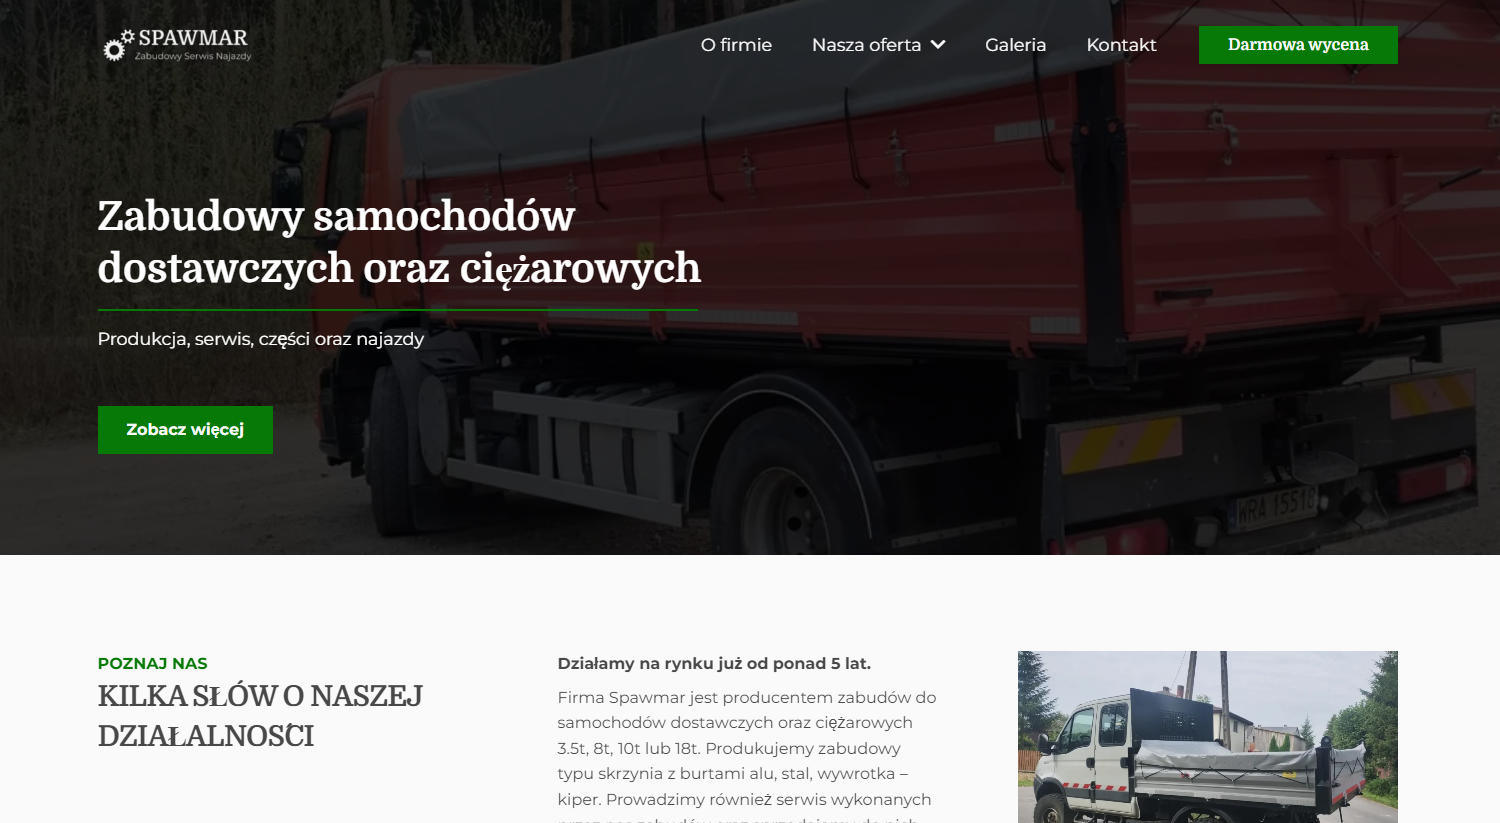 SPAWMAR
Zabudowy Serwis Najazdy
O firmie
Nasza oferta
Galeria
Kontakt
Darmowa wycena
Zabudowy samochodów
dostawczych oraz ciężarowych
Produkcja, serwis, części oraz najazdy
Zobacz więcej
WRA 15518
POZNAJ NAS
KILKA SŁÓW O NASZEJ
DZIAŁALNOŚCI
Działamy na rynku już od ponad 5 lat.
Firma Spawmar jest producentem zabudów do
samochodów dostawczych oraz ciężarowych
3.5t, 8t, 10t lub 18t. Produkujemy zabudowy
typu skrzynia z burtami alu, stal, wywrotka –
kiper. Prowadzimy również serwis wykonanych